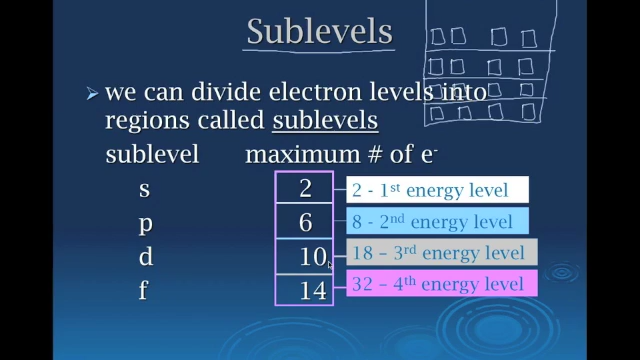 Sublevels
we can divide electron levels into
regions called sublevels
sublevel maximum # of e-
s 2 2 - 1st energy level
p 6 8 - 2nd energy level
d 10 18 – 3rd energy level
f 14 32 – 4th energy level